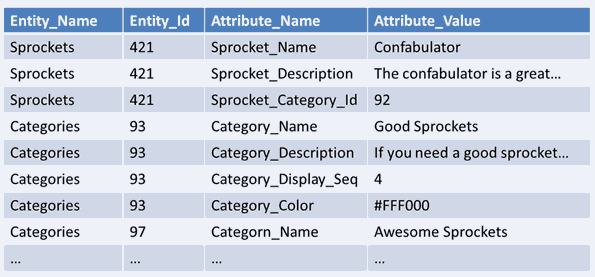 Entity_Name Entity_Id Attribute_Name Attribute_Value
Sprockets 421 Sprocket_Name Confabulator
Sprockets 421 Sprocket_Description The confabulator is a great...
Sprockets 421 Sprocket_Category_Id 92
Categories 93 Category_Name Good Sprockets
Categories 93 Category_Description If you need a good sprocket...
Categories 93 Category_Display_Seq 4
Categories 93 Category_Color #FFF000
Categories 97 Categorn_Name Awesome Sprockets
... ... ... ...